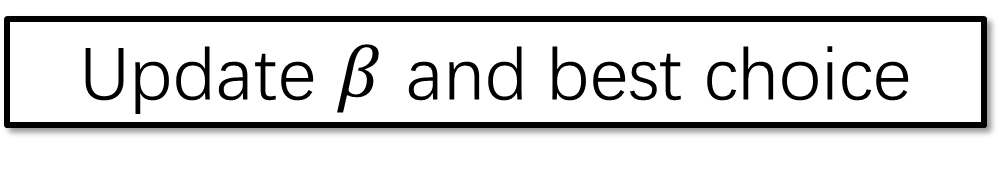 Update β and best choice